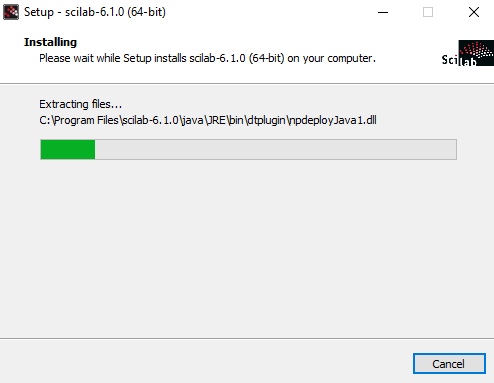 Setup - scilab-6.1.0 (64-bit)
Installing
Please wait while Setup installs scilab-6.1.0 (64-bit) on your computer.
Scilab
Extracting files...
C:\Program Files\scilab-6.1.0\java\JRE\bin\dtplugin\npdeployJava1.dll
Cancel